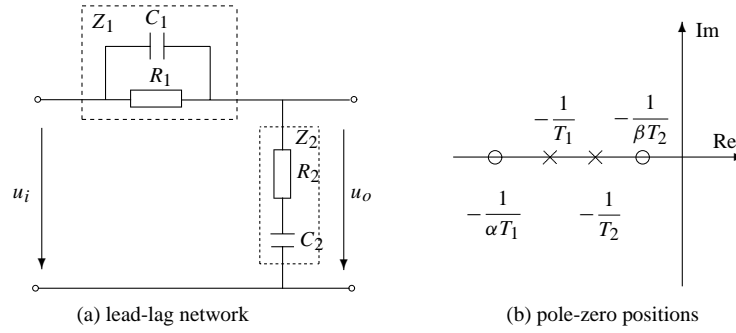 Z₁
C₁
R₁
Z₂
R₂
C₂
uᵢ
uₒ
(a) lead-lag network
Im
Re
−1/T₁
−1/βT₂
−1/αT₁
−1/T₂
(b) pole-zero positions